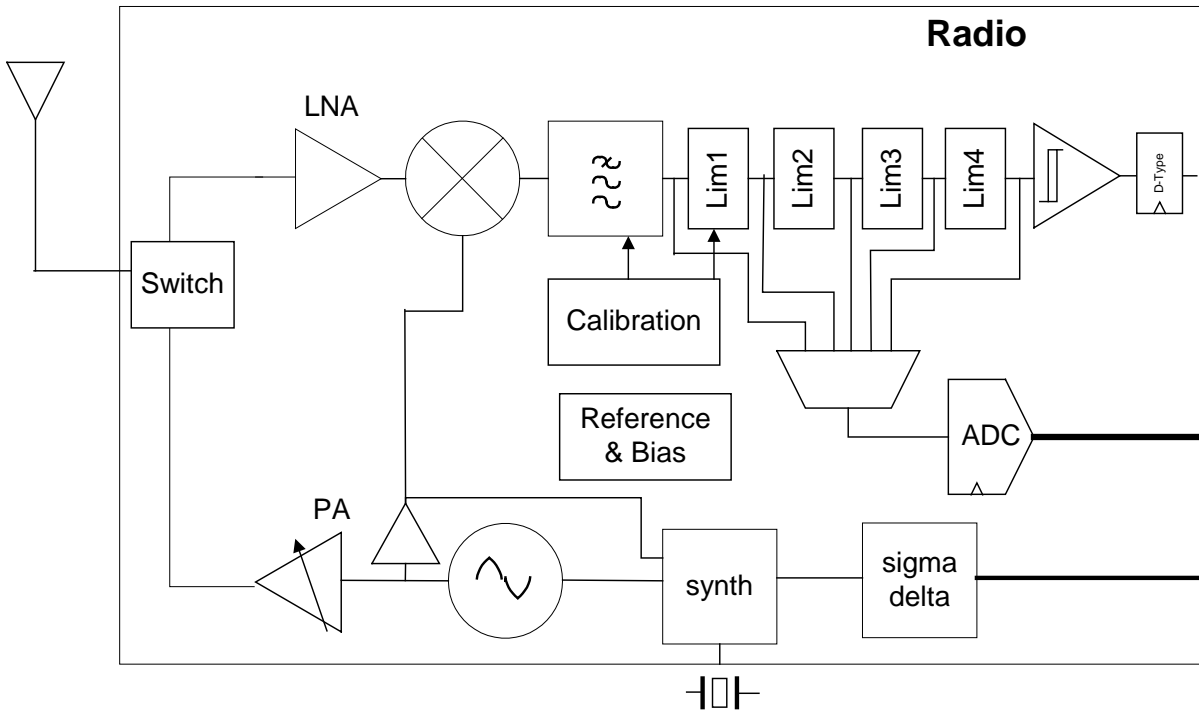 Radio
LNA
Lim1
Lim2
Lim3
Lim4
D-Type
Switch
Calibration
Reference
& Bias
ADC
PA
synth
sigma
delta